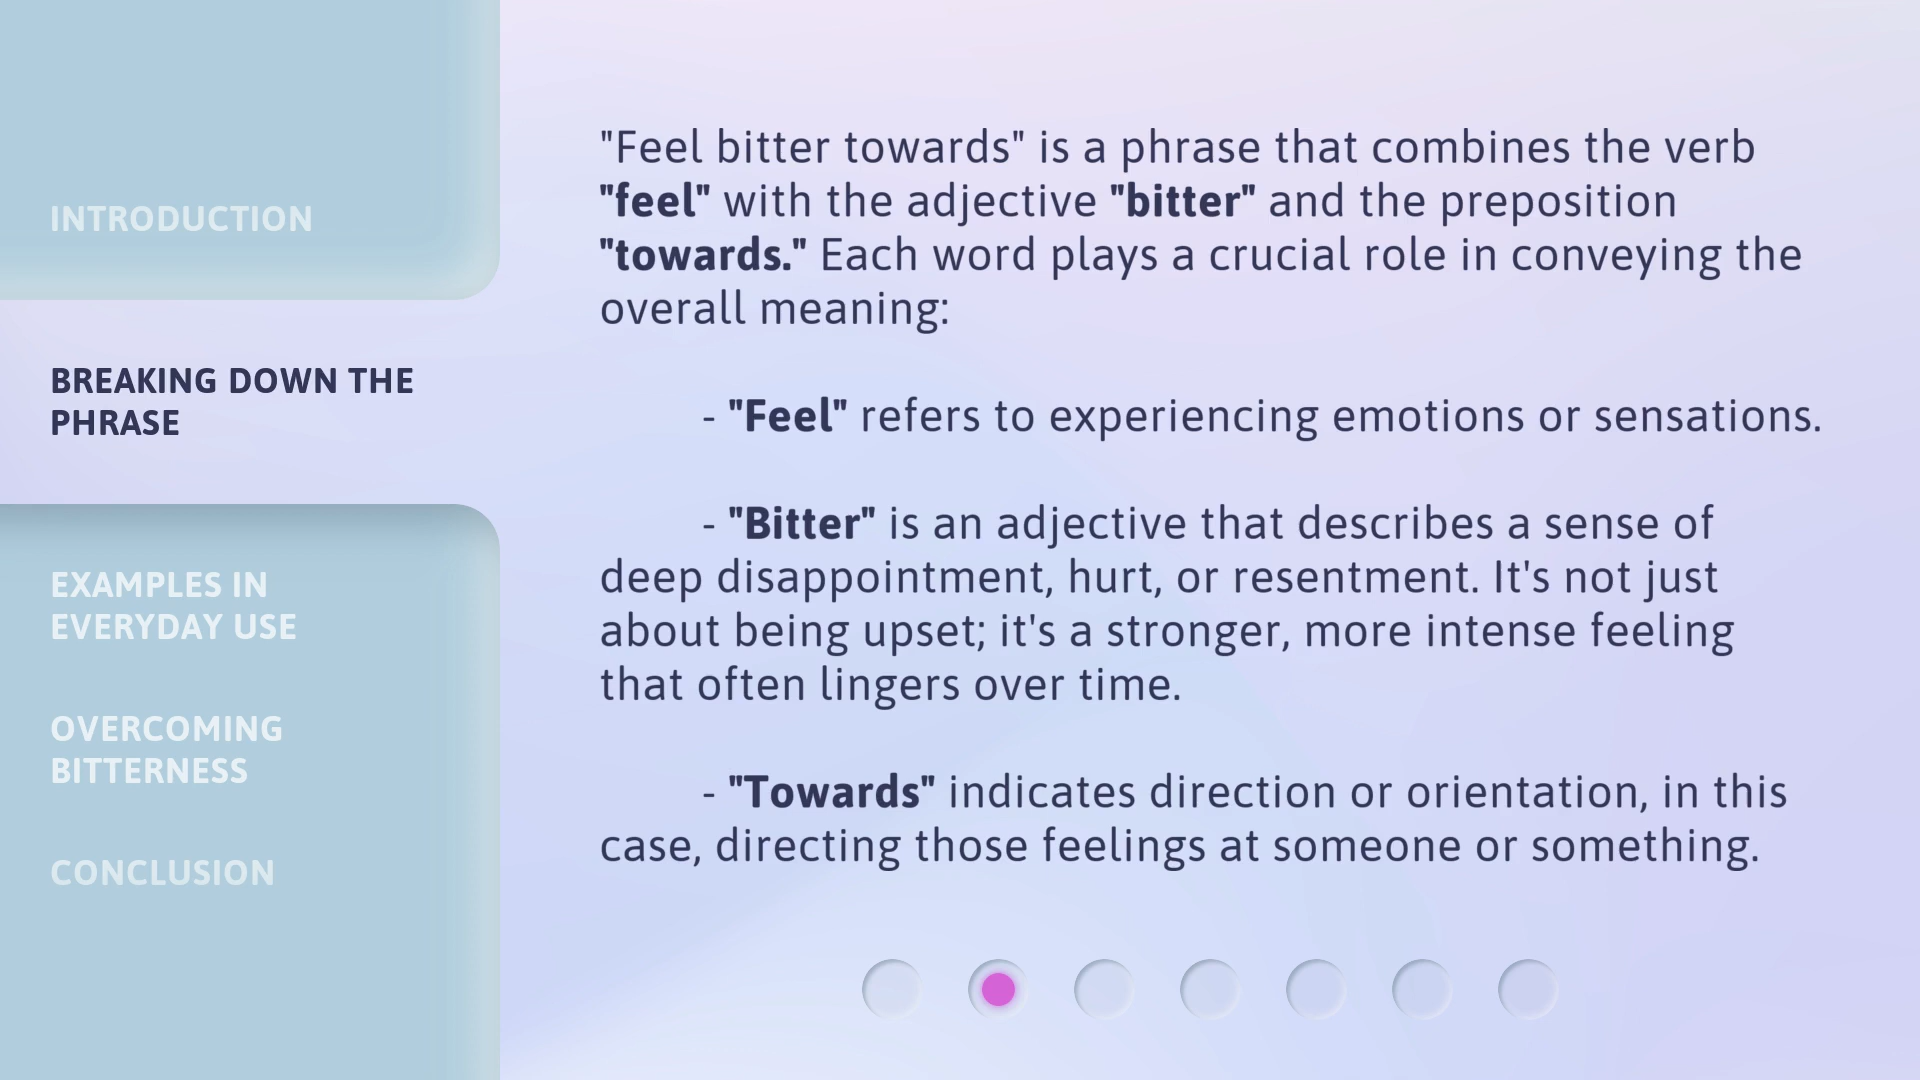 INTRODUCTION
BREAKING DOWN THE
PHRASE
EXAMPLES IN
EVERYDAY USE
OVERCOMING
BITTERNESS
CONCLUSION
"Feel bitter towards" is a phrase that combines the verb
"feel" with the adjective "bitter" and the preposition
"towards." Each word plays a crucial role in conveying the
overall meaning:
- "Feel" refers to experiencing emotions or sensations.
- "Bitter" is an adjective that describes a sense of
deep disappointment, hurt, or resentment. It's not just
about being upset; it's a stronger, more intense feeling
that often lingers over time.
- "Towards" indicates direction or orientation, in this
case, directing those feelings at someone or something.